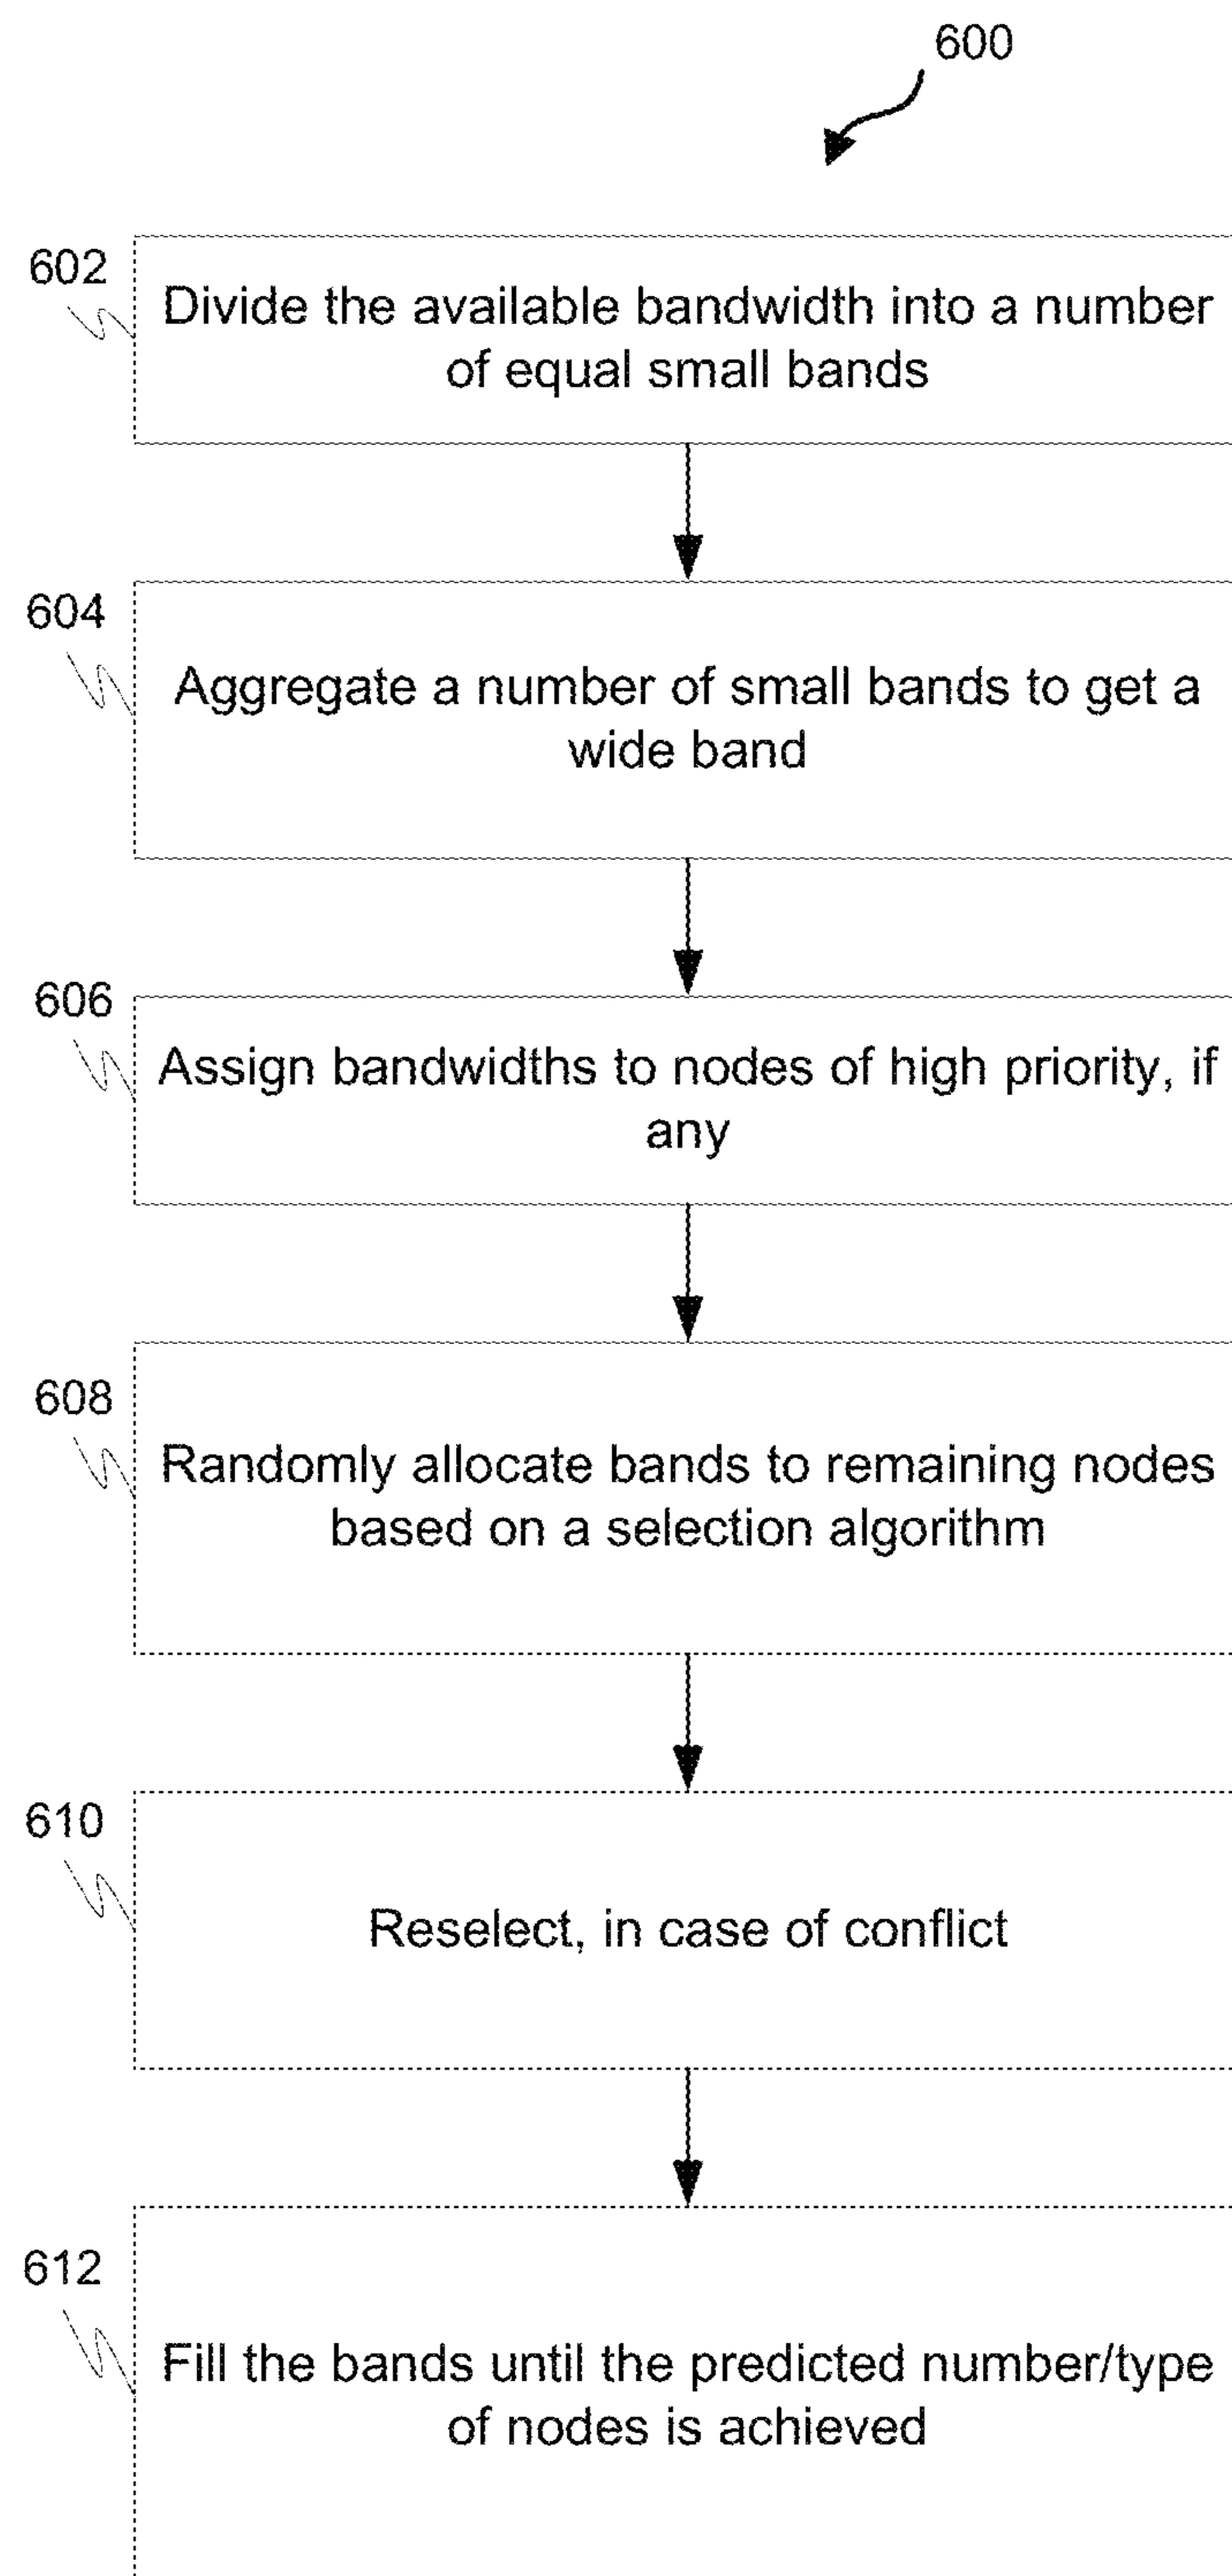 600
602
Divide the available bandwidth into a number
of equal small bands
604
Aggregate a number of small bands to get a
wide band
606
Assign bandwidths to nodes of high priority, if
any
608
Randomly allocate bands to remaining nodes
based on a selection algorithm
610
Reselect, in case of conflict
612
Fill the bands until the predicted number/type
of nodes is achieved